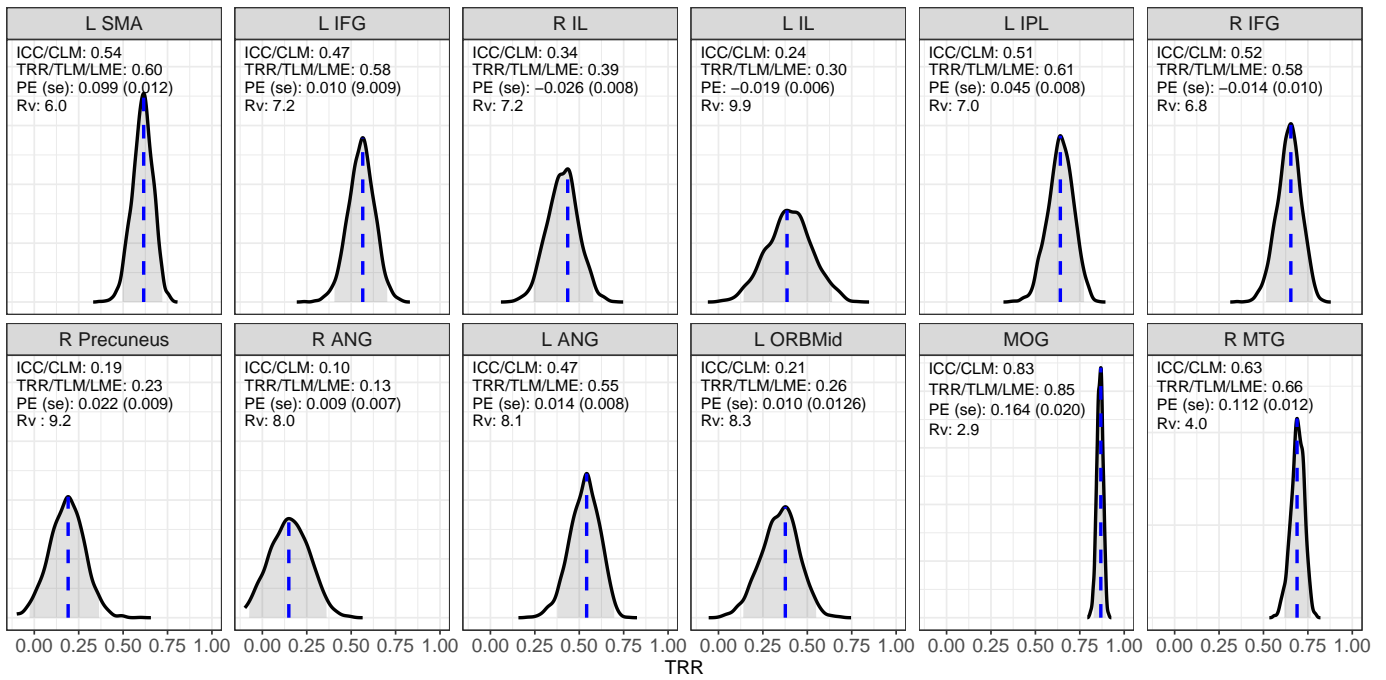 L SMA
ICC/CLM: 0.54
TRR/TLM/LME: 0.60
PE (se): 0.099 (0.012)
Rv: 6.0
L IFG
ICC/CLM: 0.47
TRR/TLM/LME: 0.58
PE (se): 0.010 (9.009)
Rv: 7.2
R IL
ICC/CLM: 0.34
TRR/TLM/LME: 0.39
PE (se): −0.026 (0.008)
Rv: 7.2
L IL
ICC/CLM: 0.24
TRR/TLM/LME: 0.30
PE: −0.019 (0.006)
Rv: 9.9
L IPL
ICC/CLM: 0.51
TRR/TLM/LME: 0.61
PE (se): 0.045 (0.008)
Rv: 7.0
R IFG
ICC/CLM: 0.52
TRR/TLM/LME: 0.58
PE (se): −0.014 (0.010)
Rv: 6.8
R Precuneus
ICC/CLM: 0.19
TRR/TLM/LME: 0.23
PE (se): 0.022 (0.009)
Rv : 9.2
R ANG
ICC/CLM: 0.10
TRR/TLM/LME: 0.13
PE (se): 0.009 (0.007)
Rv: 8.0
L ANG
ICC/CLM: 0.47
TRR/TLM/LME: 0.55
PE (se): 0.014 (0.008)
Rv: 8.1
L ORBMid
ICC/CLM: 0.21
TRR/TLM/LME: 0.26
PE (se): 0.010 (0.0126)
Rv: 8.3
MOG
ICC/CLM: 0.83
TRR/TLM/LME: 0.85
PE (se): 0.164 (0.020)
Rv: 2.9
R MTG
ICC/CLM: 0.63
TRR/TLM/LME: 0.66
PE (se): 0.112 (0.012)
Rv: 4.0
0.00 0.25 0.50 0.75 1.00
0.00 0.25 0.50 0.75 1.00
0.00 0.25 0.50 0.75 1.00
0.00 0.25 0.50 0.75 1.00
0.00 0.25 0.50 0.75 1.00
0.00 0.25 0.50 0.75 1.00
TRR